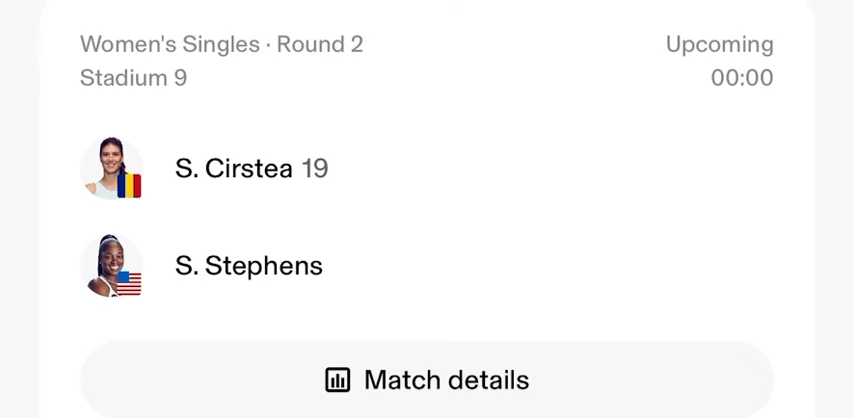 Women's Singles · Round 2
Upcoming
Stadium 9
00:00
S. Cirstea 19
S. Stephens
Match details